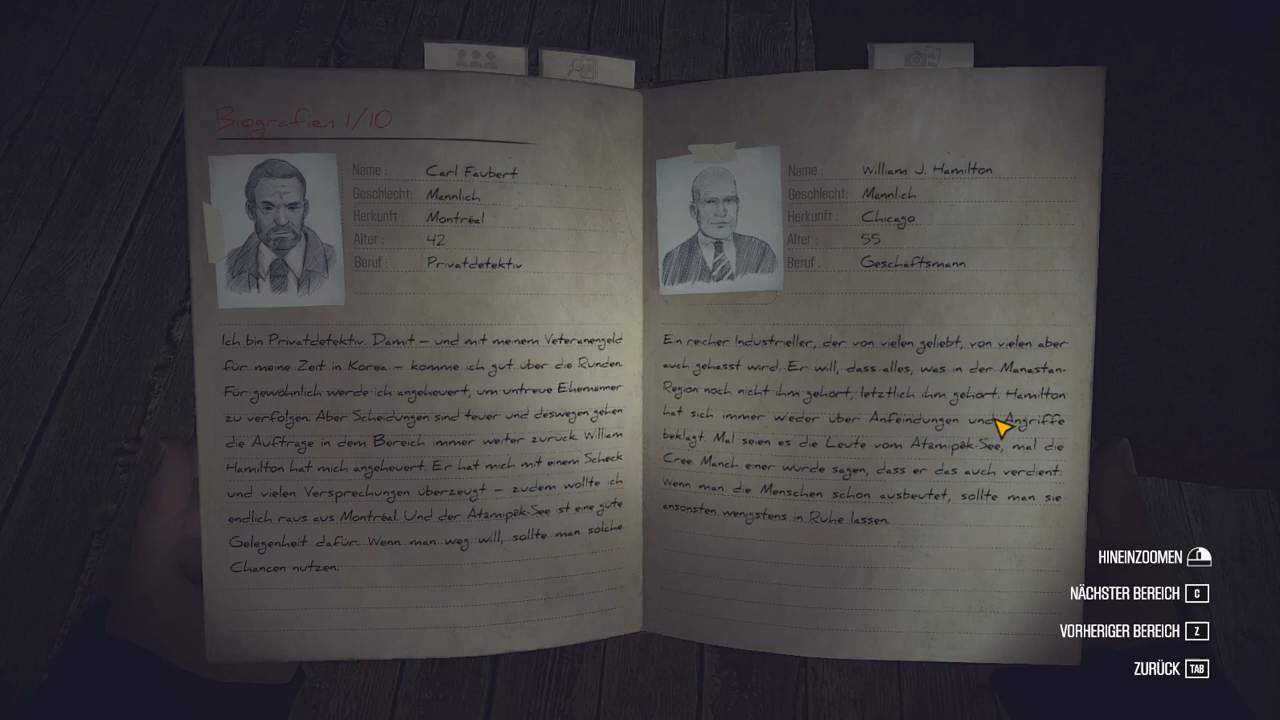 Biografien 1/10
Name : Carl Faubert
Geschlecht: Männlich
Herkunft : Montréal
Alter : 42
Beruf : Privatdetektiv
Ich bin Privatdetektiv. Damit – und mit meinem Veteranengeld
für meine Zeit in Korea – komme ich gut über die Runden.
Für gewöhnlich werde ich angeheuert, um untreue Ehemänner
zu verfolgen. Aber Scheidungen sind teuer und deswegen gehen
die Aufträge in dem Bereich immer weiter zurück. William
Hamilton hat mich angeheuert. Er hat mich mit einem Scheck
und vielen Versprechungen überzeugt – zudem wollte ich
endlich raus aus Montréal. Und der Atamipêk-See ist eine gute
Gelegenheit dafür. Wenn man weg will, sollte man solche
Chancen nutzen.
Name : William J. Hamilton
Geschlecht: Männlich
Herkunft : Chicago
Alter : 55
Beruf : Geschäftsmann
Ein reicher Industrieller, der von vielen geliebt, von vielen aber
auch gehasst wird. Er will, dass alles, was in der Manastan-
Region noch nicht ihm gehört, letztlich ihm gehört. Hamilton
hat sich immer wieder über Anfeindungen und Angriffe
beklagt. Mal seien es die Leute vom Atamipêk-See, mal die
Cree. Manch einer würde sagen, dass er das auch verdient:
Wenn man die Menschen schon ausbeutet, sollte man sie
ansonsten wenigstens in Ruhe lassen.
HINEINZOOMEN
NÄCHSTER BEREICH C
VORHERIGER BEREICH Z
ZURÜCK TAB